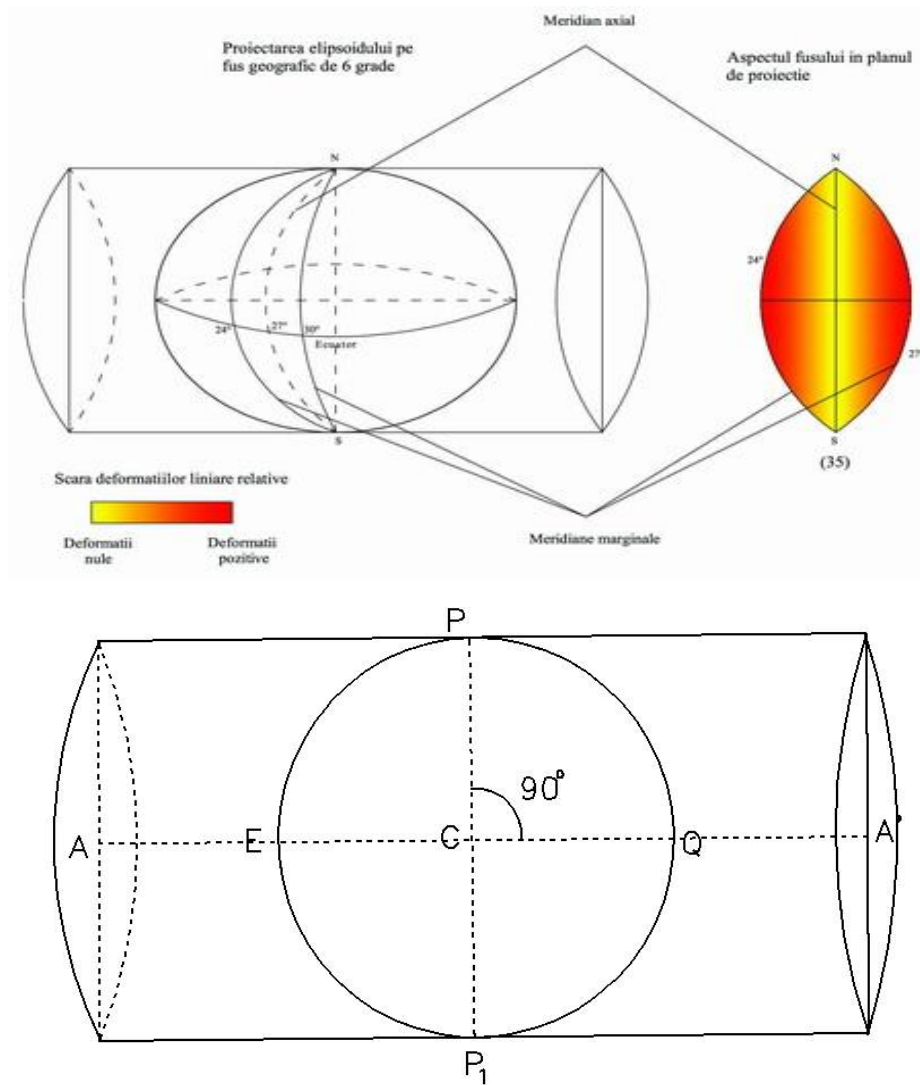 Meridian axial
Proiectarea elipsoidului pe
fus geografic de 6 grade
Aspectul fusului in planul
de proiectie
N
N
24°
24°
27°
30°
Ecuator
27
S
S
(35)
Scara deformatiilor liniare relative
Deformatii
nule
Deformatii
pozitive
Meridiane marginale
P
90°
A
E
C
Q
A'
P1